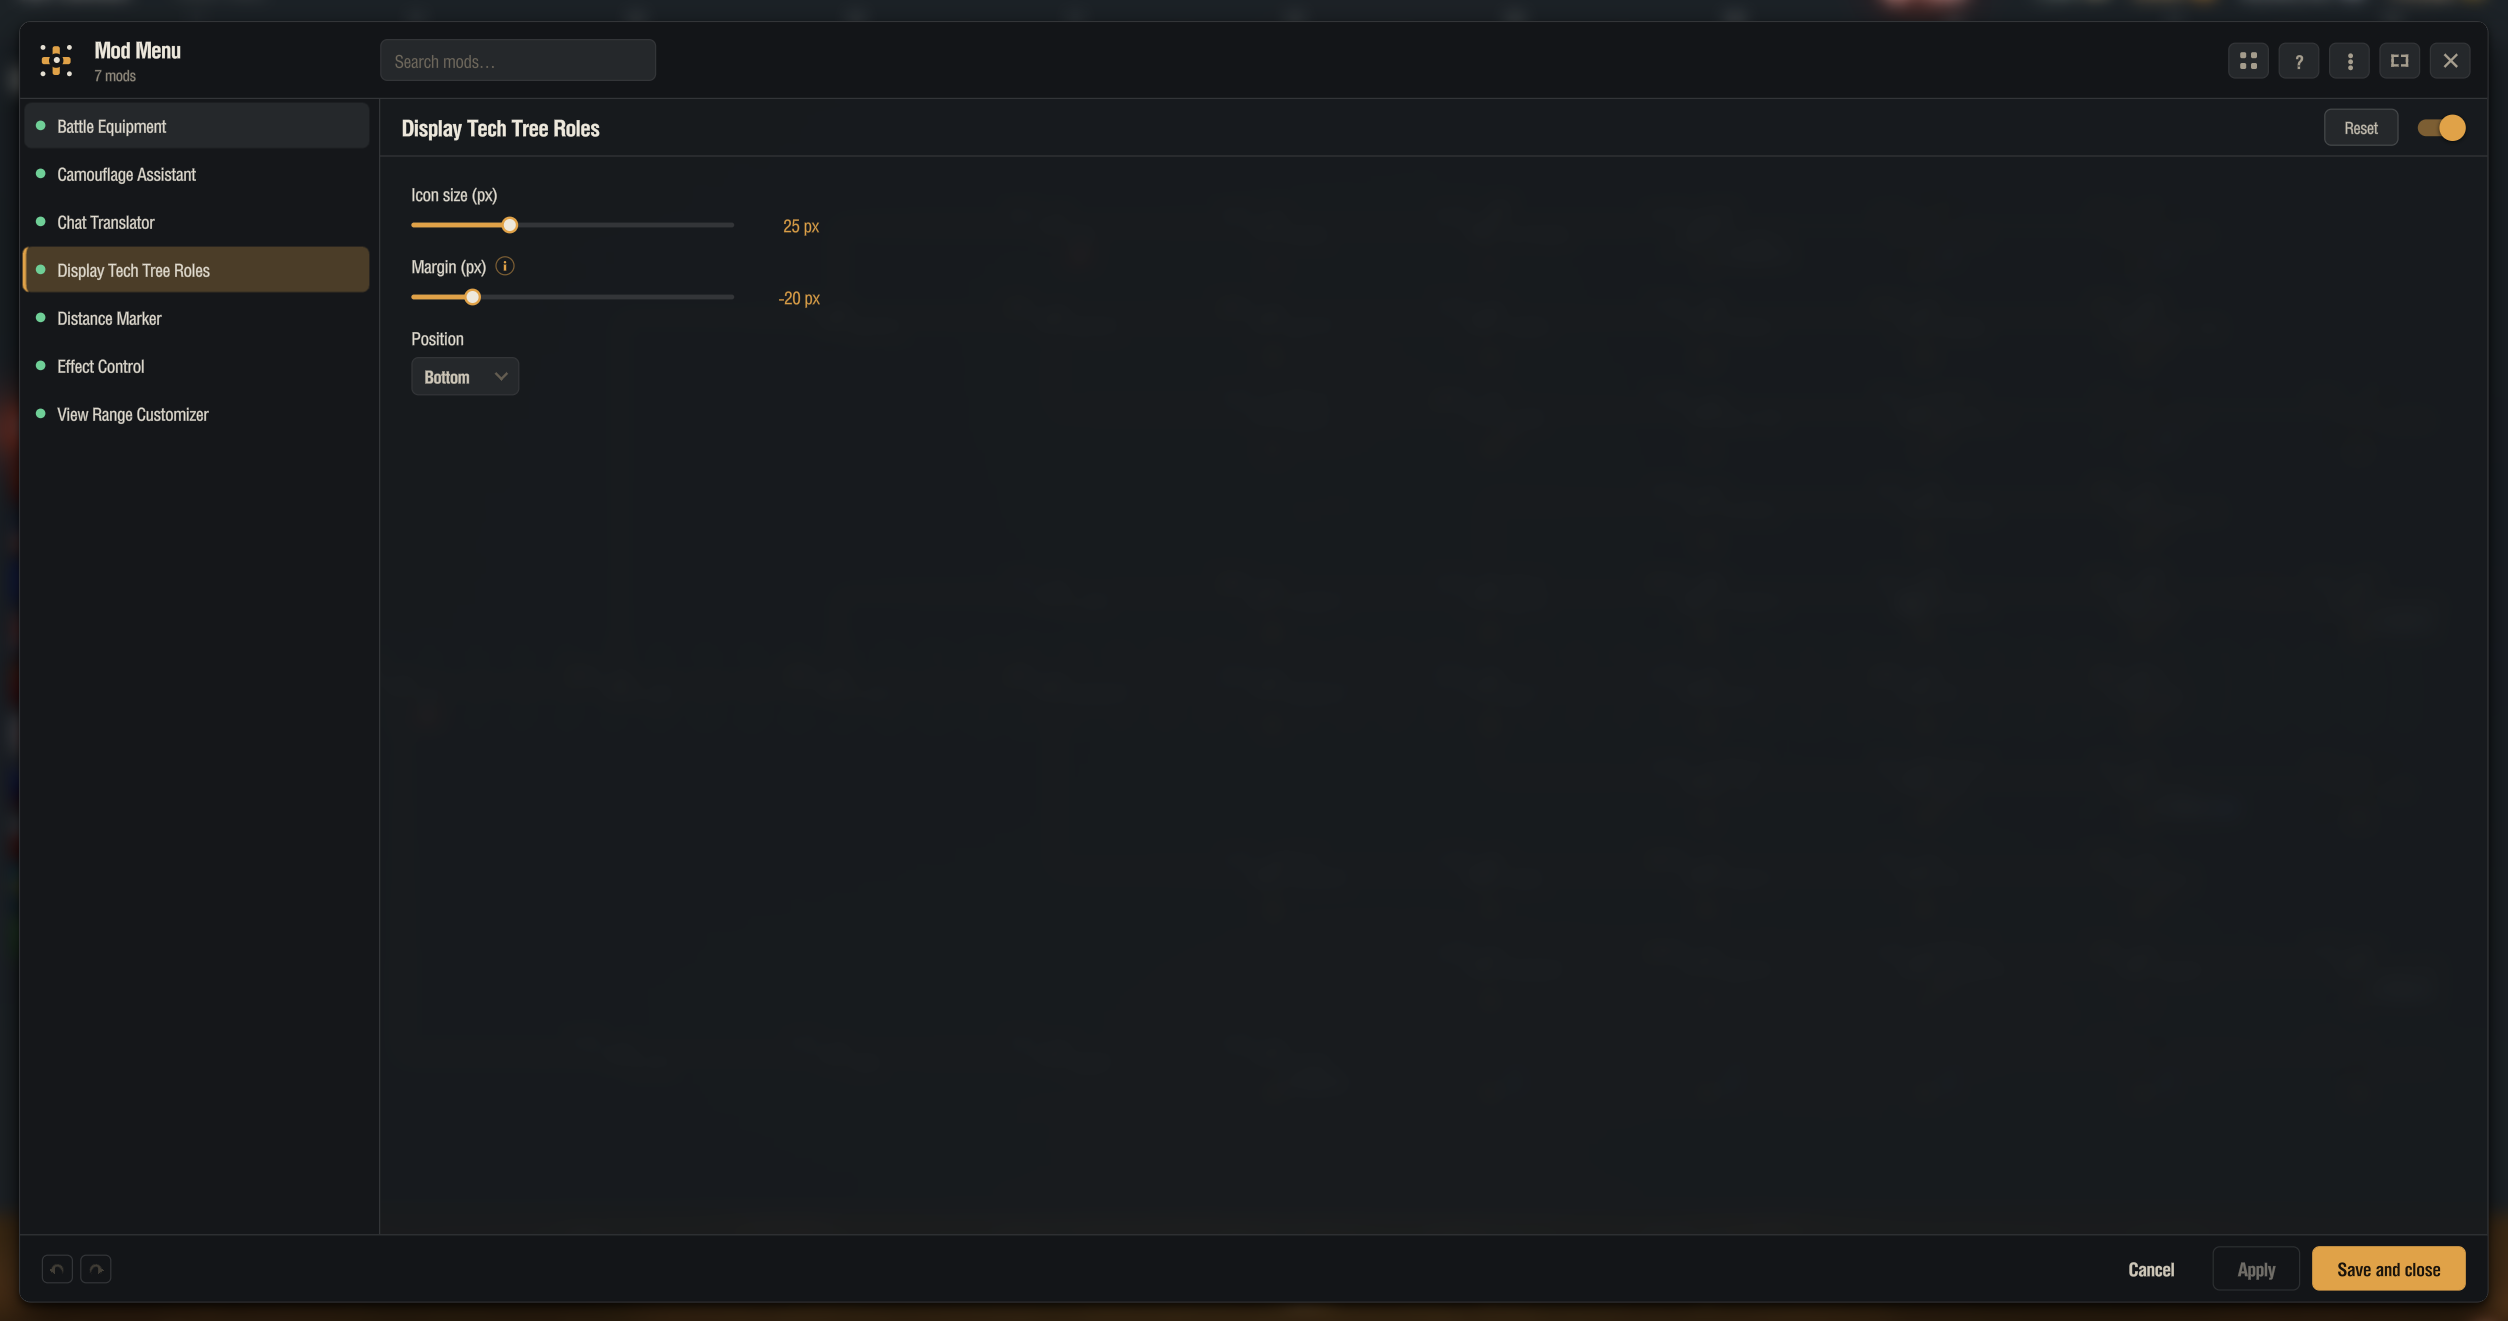 Mod Menu
7 mods
Search mods...
?
Battle Equipment
Camouflage Assistant
Chat Translator
Display Tech Tree Roles
Distance Marker
Effect Control
View Range Customizer
Display Tech Tree Roles
Reset
Icon size (px)
25 px
Margin (px)
-20 px
Position
Bottom
Cancel
Apply
Save and close